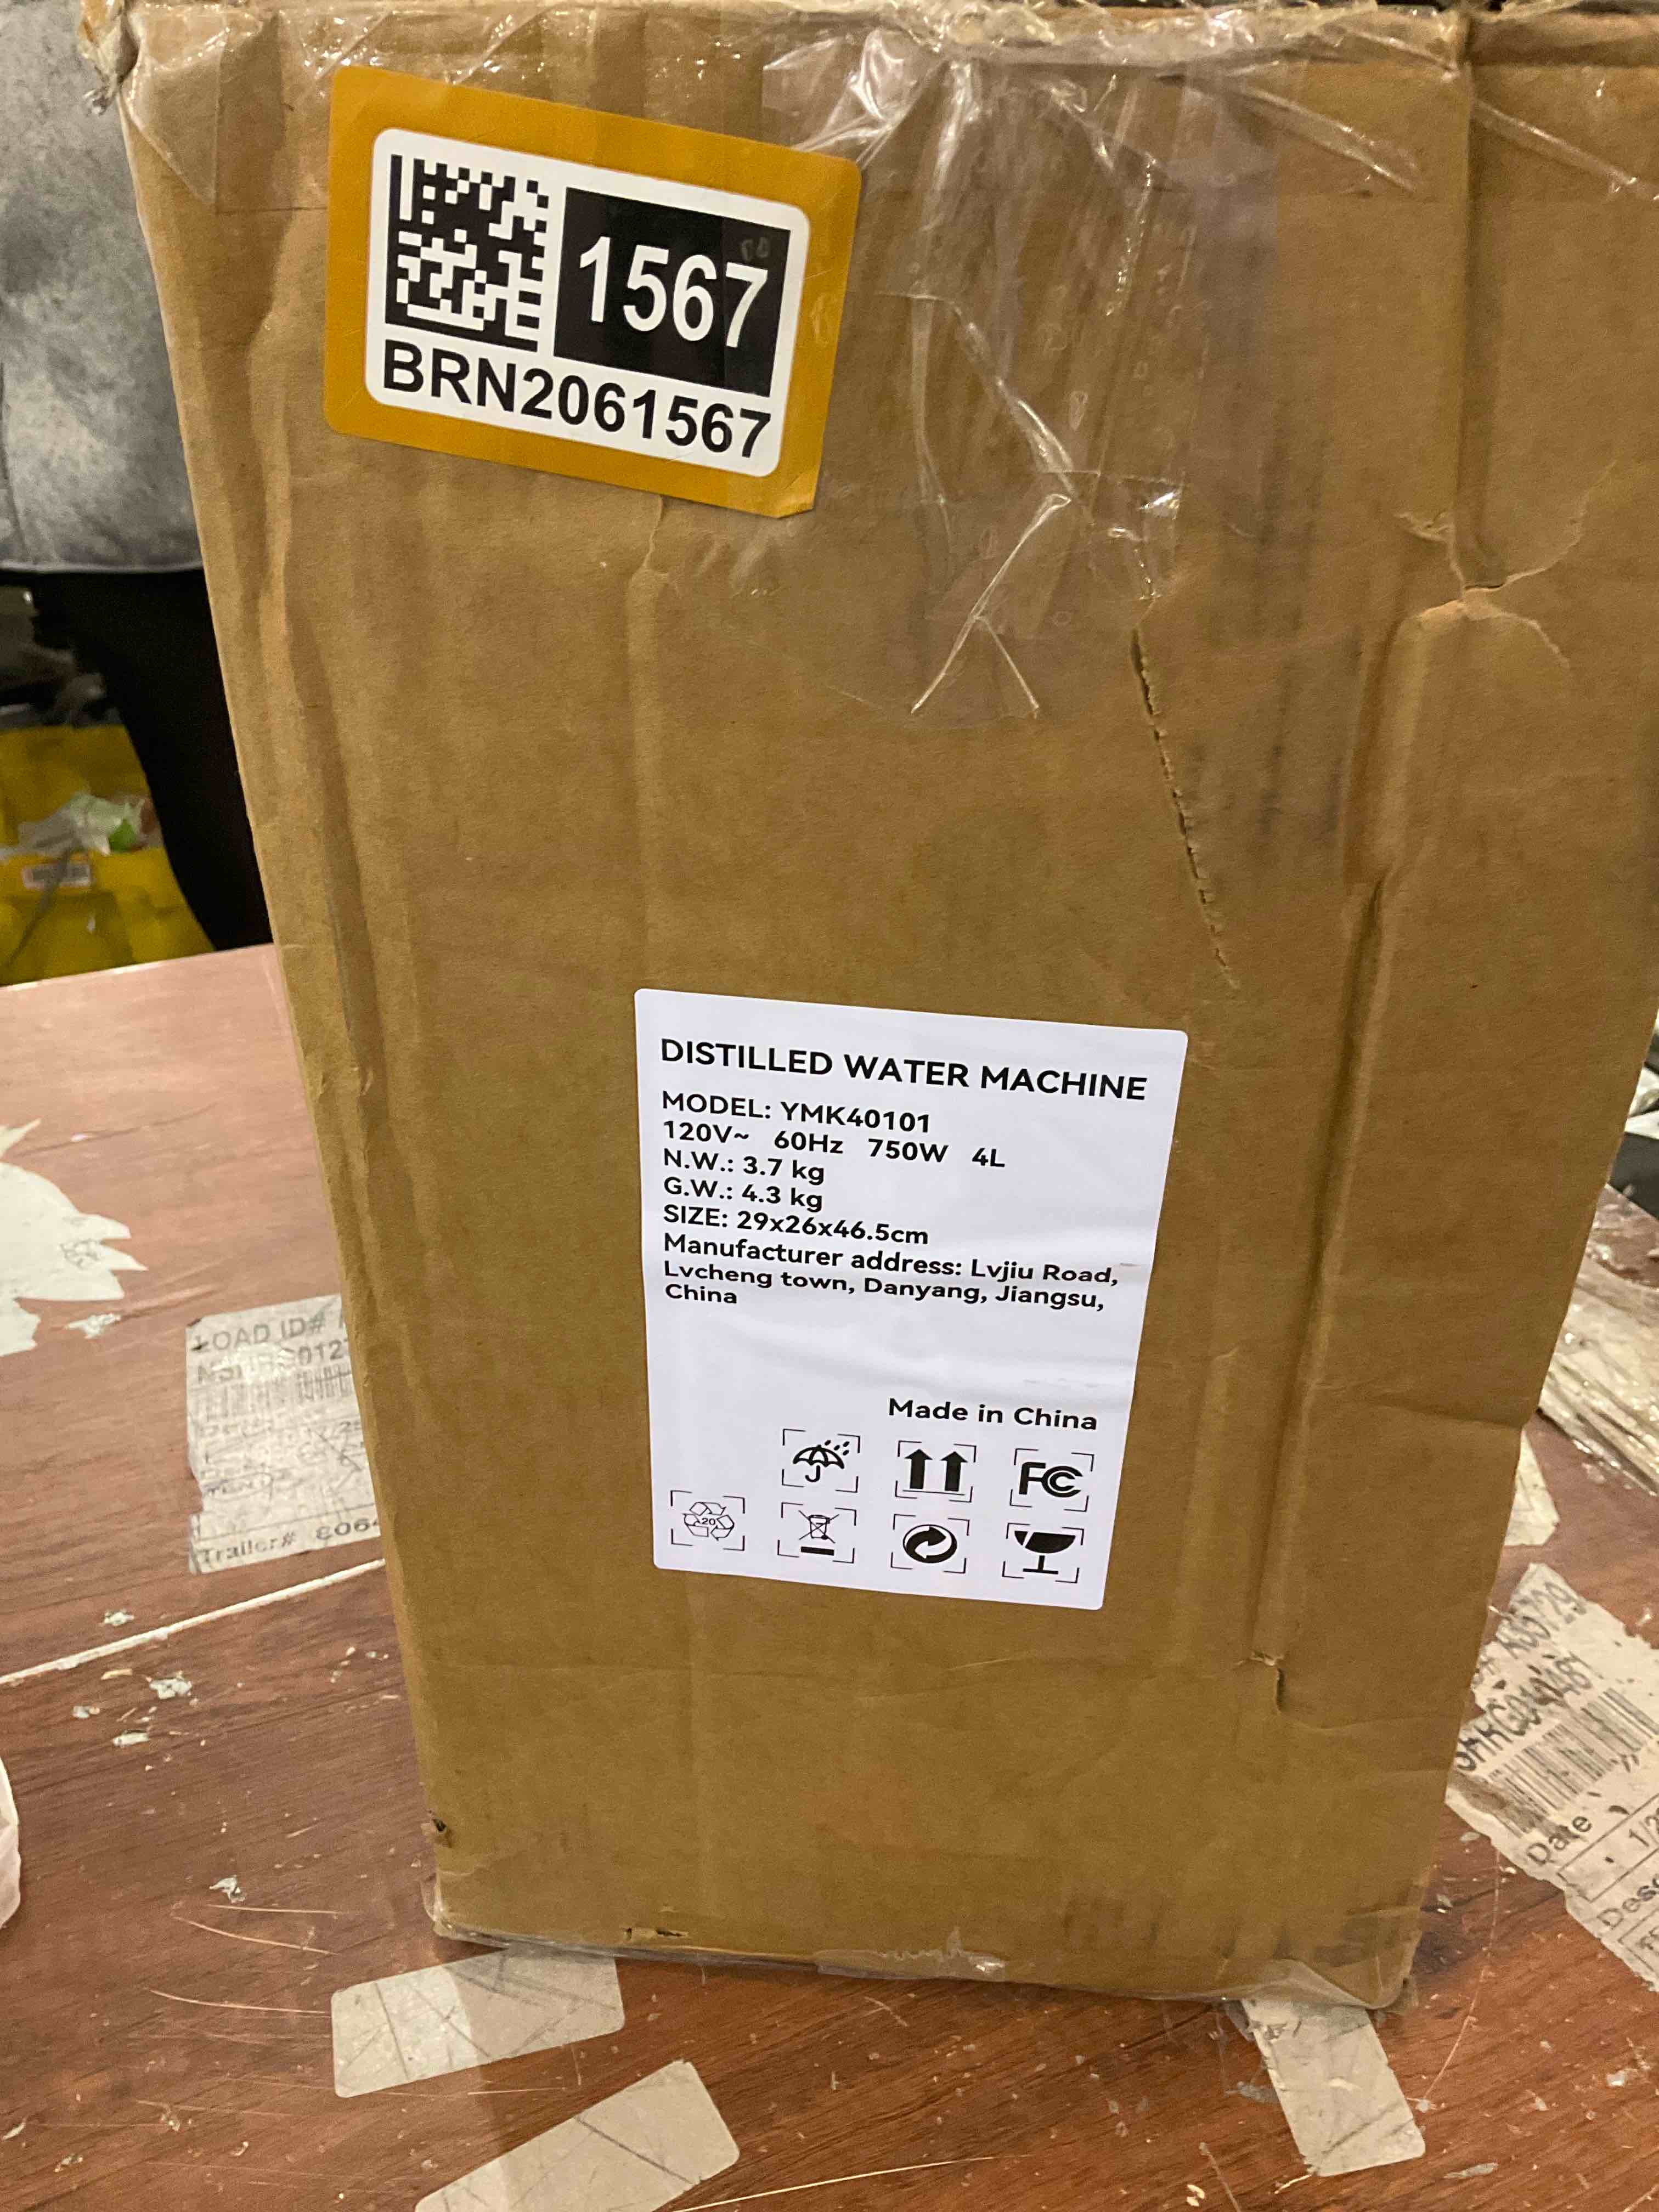 1567
BRN2061567
DISTILLED WATER MACHINE
MODEL: YMK40101
120V~ 60Hz 750W 4L
N.W.: 3.7 kg
G.W.: 4.3 kg
SIZE: 29x26x46.5cm
Manufacturer address: Lvjiu Road,
Lvcheng town, Danyang, Jiangsu,
China
Made in China
FC
20
LOAD ID#
Trailer#
Date